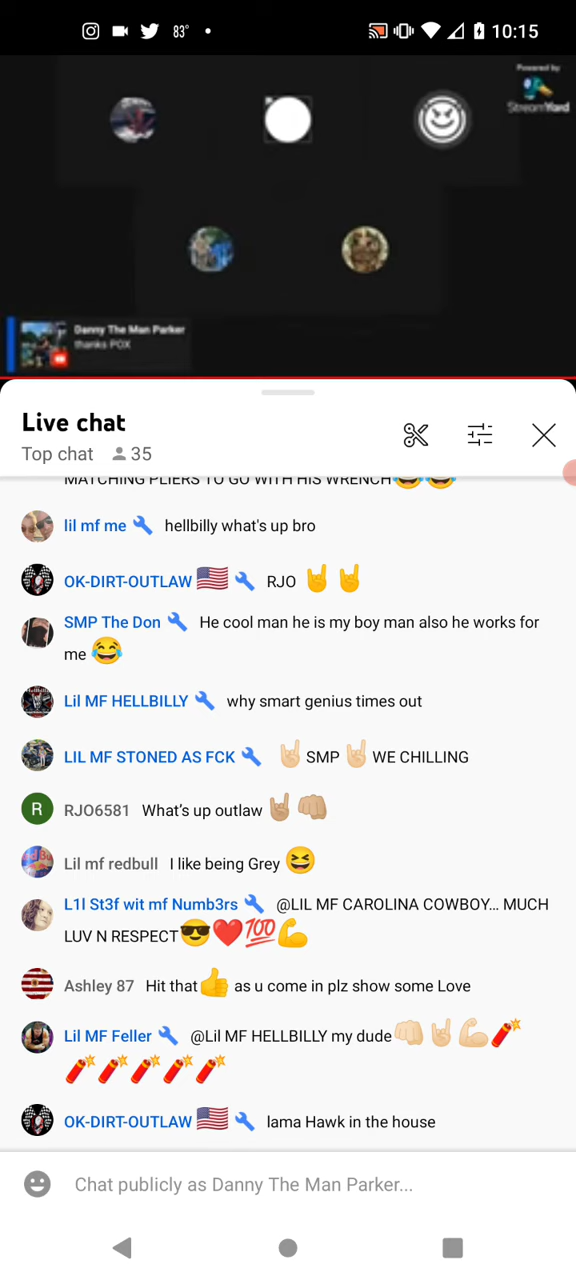 83°
10:15
Powered by
StreamYard
Danny The Man Parker
thanks POX
Live chat
Top chat 35
MATCHING PLIERS TO GO WITH HIS WRENCH😂😂
lil mf me 🔧 hellbilly what's up bro
OK-DIRT-OUTLAW 🇺🇸 🔧 RJO 🤘 🤘
SMP The Don 🔧 He cool man he is my boy man also he works for
me 😂
Lil MF HELLBILLY 🔧 why smart genius times out
LIL MF STONED AS FCK 🔧 🤘🏼 SMP 🤘🏼 WE CHILLING
R RJO6581 What's up outlaw 🤘🏽 👊🏽
Lil mf redbull I like being Grey 😆
L1l St3f wit mf Numb3rs 🔧 @LIL MF CAROLINA COWBOY... MUCH
LUV N RESPECT😎❤️💯💪
Ashley 87 Hit that👍 as u come in plz show some Love
Lil MF Feller 🔧 @Lil MF HELLBILLY my dude👊🏼🤘🏼💪🏼🧨
🧨🧨🧨🧨🧨
OK-DIRT-OUTLAW 🇺🇸 🔧 Iama Hawk in the house
Chat publicly as Danny The Man Parker...